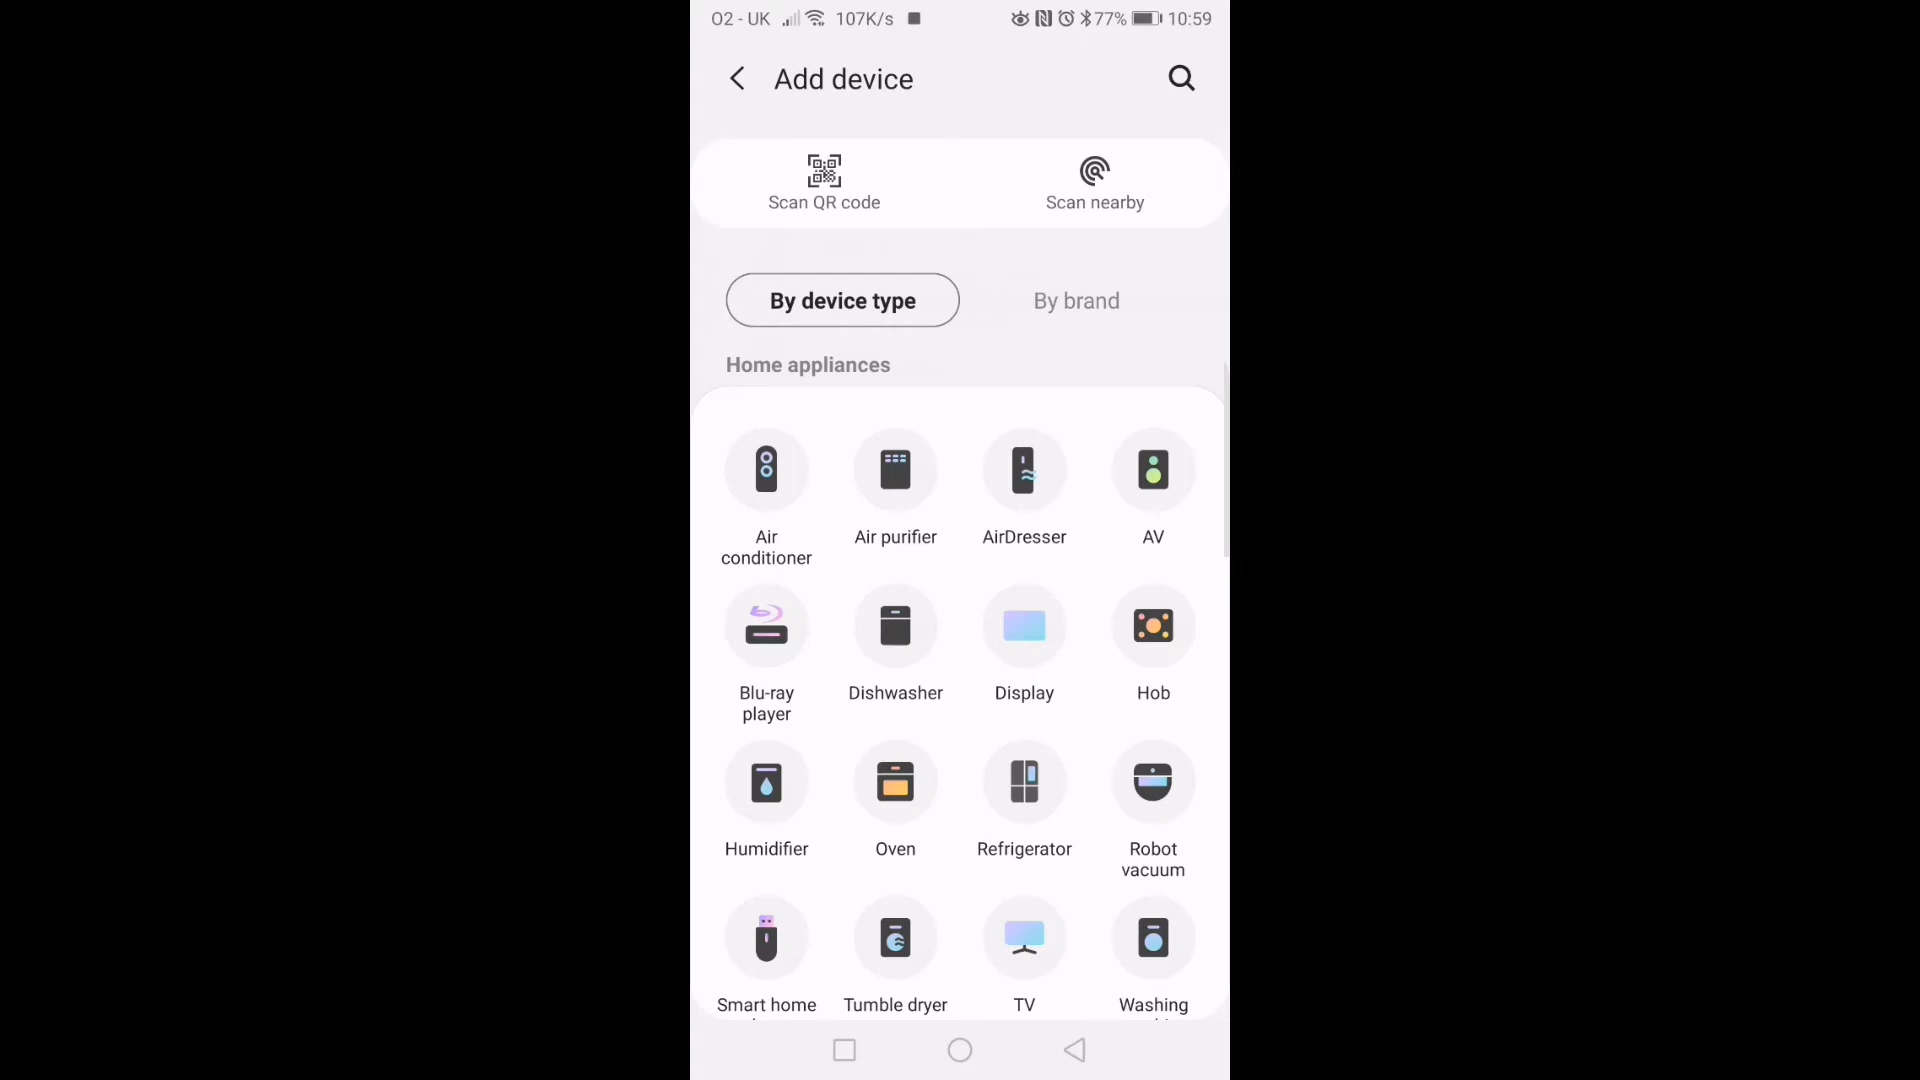 O2 - UK 107K/s 77% 10:59
Add device
Scan QR code Scan nearby
By device type By brand
Home appliances
Air conditioner
Air purifier
AirDresser
AV
Blu-ray player
Dishwasher
Display
Hob
Humidifier
Oven
Refrigerator
Robot vacuum
Smart home
Tumble dryer
TV
Washing